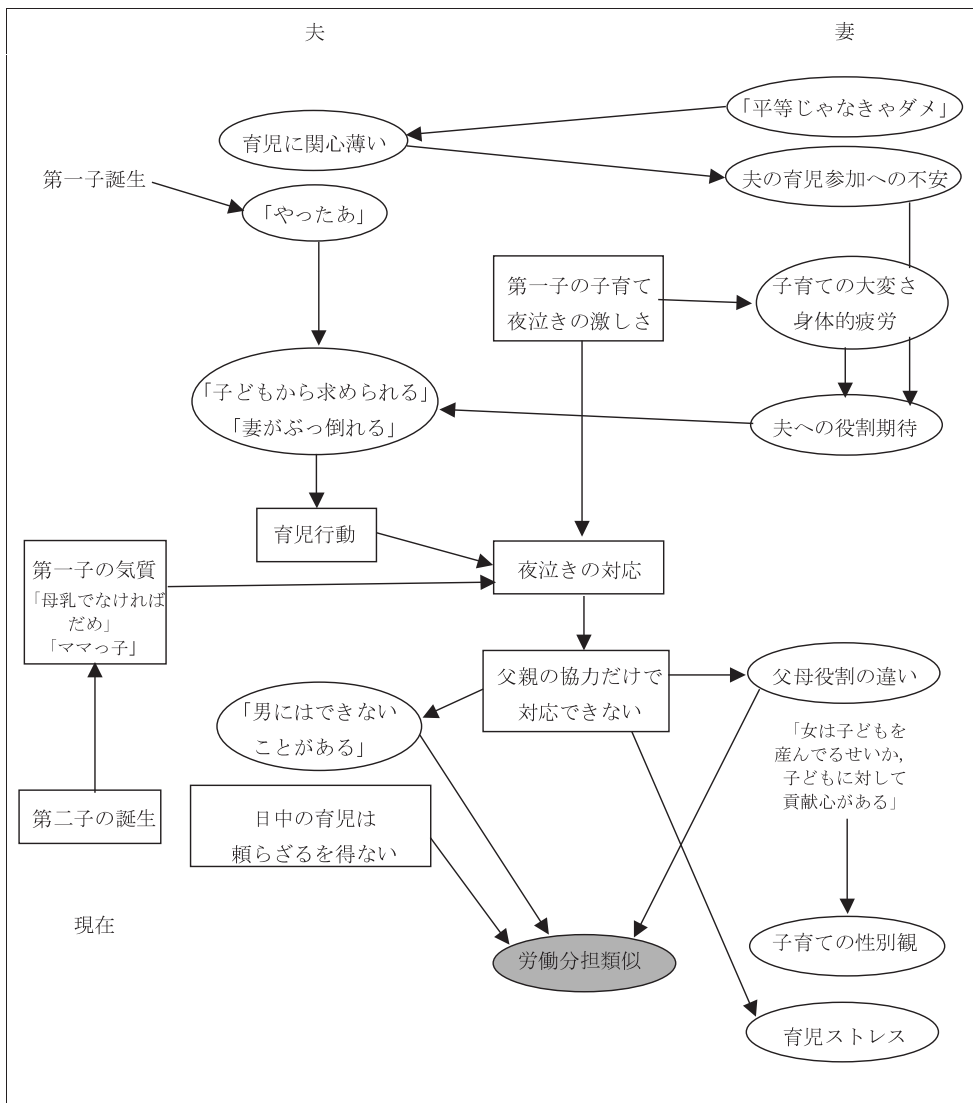 夫
妻
「平等じゃなきゃダメ」
育児に関心薄い
第一子誕生
夫の育児参加への不安
「やったあ」
第一子の子育て
夜泣きの激しさ
子育ての大変さ
身体的疲労
「子どもから求められる」
「妻がぶっ倒れる」
夫への役割期待
育児行動
夜泣きの対応
第一子の気質
「母乳でなければ
だめ」
「ママっ子」
父親の協力だけで
対応できない
父母役割の違い
「男にはできない
ことがある」
「女は子どもを
産んでるせいか,
子どもに対して
貢献心がある」
第二子の誕生
日中の育児は
頼らざるを得ない
現在
子育ての性別観
労働分担類似
育児ストレス